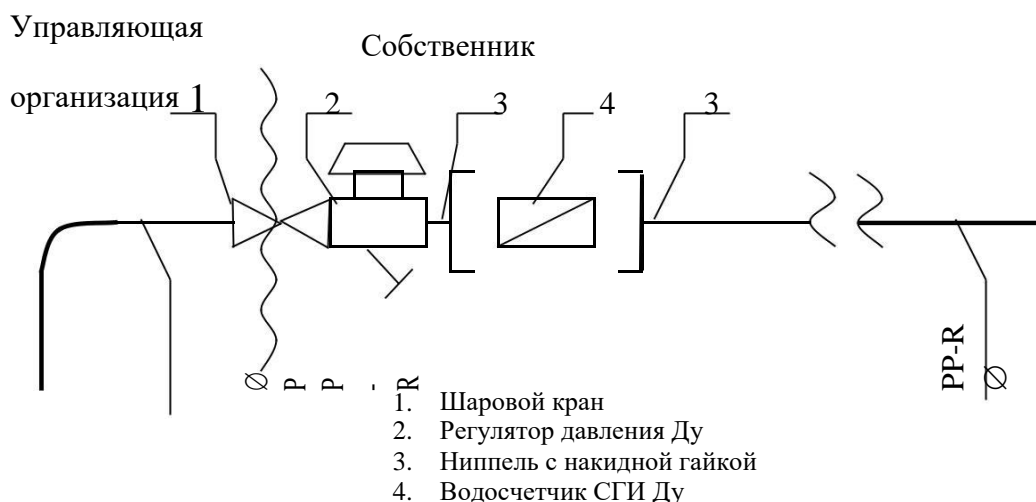 Управляющая
организация
Собственник
1 2 3 4 3
Ø PP-R
PP-R Ø
1. Шаровой кран
2. Регулятор давления Ду
3. Ниппель с накидной гайкой
4. Водосчетчик СГИ Ду